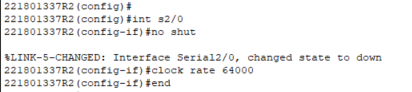 221801337R2(config)#
221801337R2(config)#int s2/0
221801337R2(config-if)#no shut
%LINK-5-CHANGED: Interface Serial2/0, changed state to down
221801337R2(config-if)#clock rate 64000
221801337R2(config-if)#end